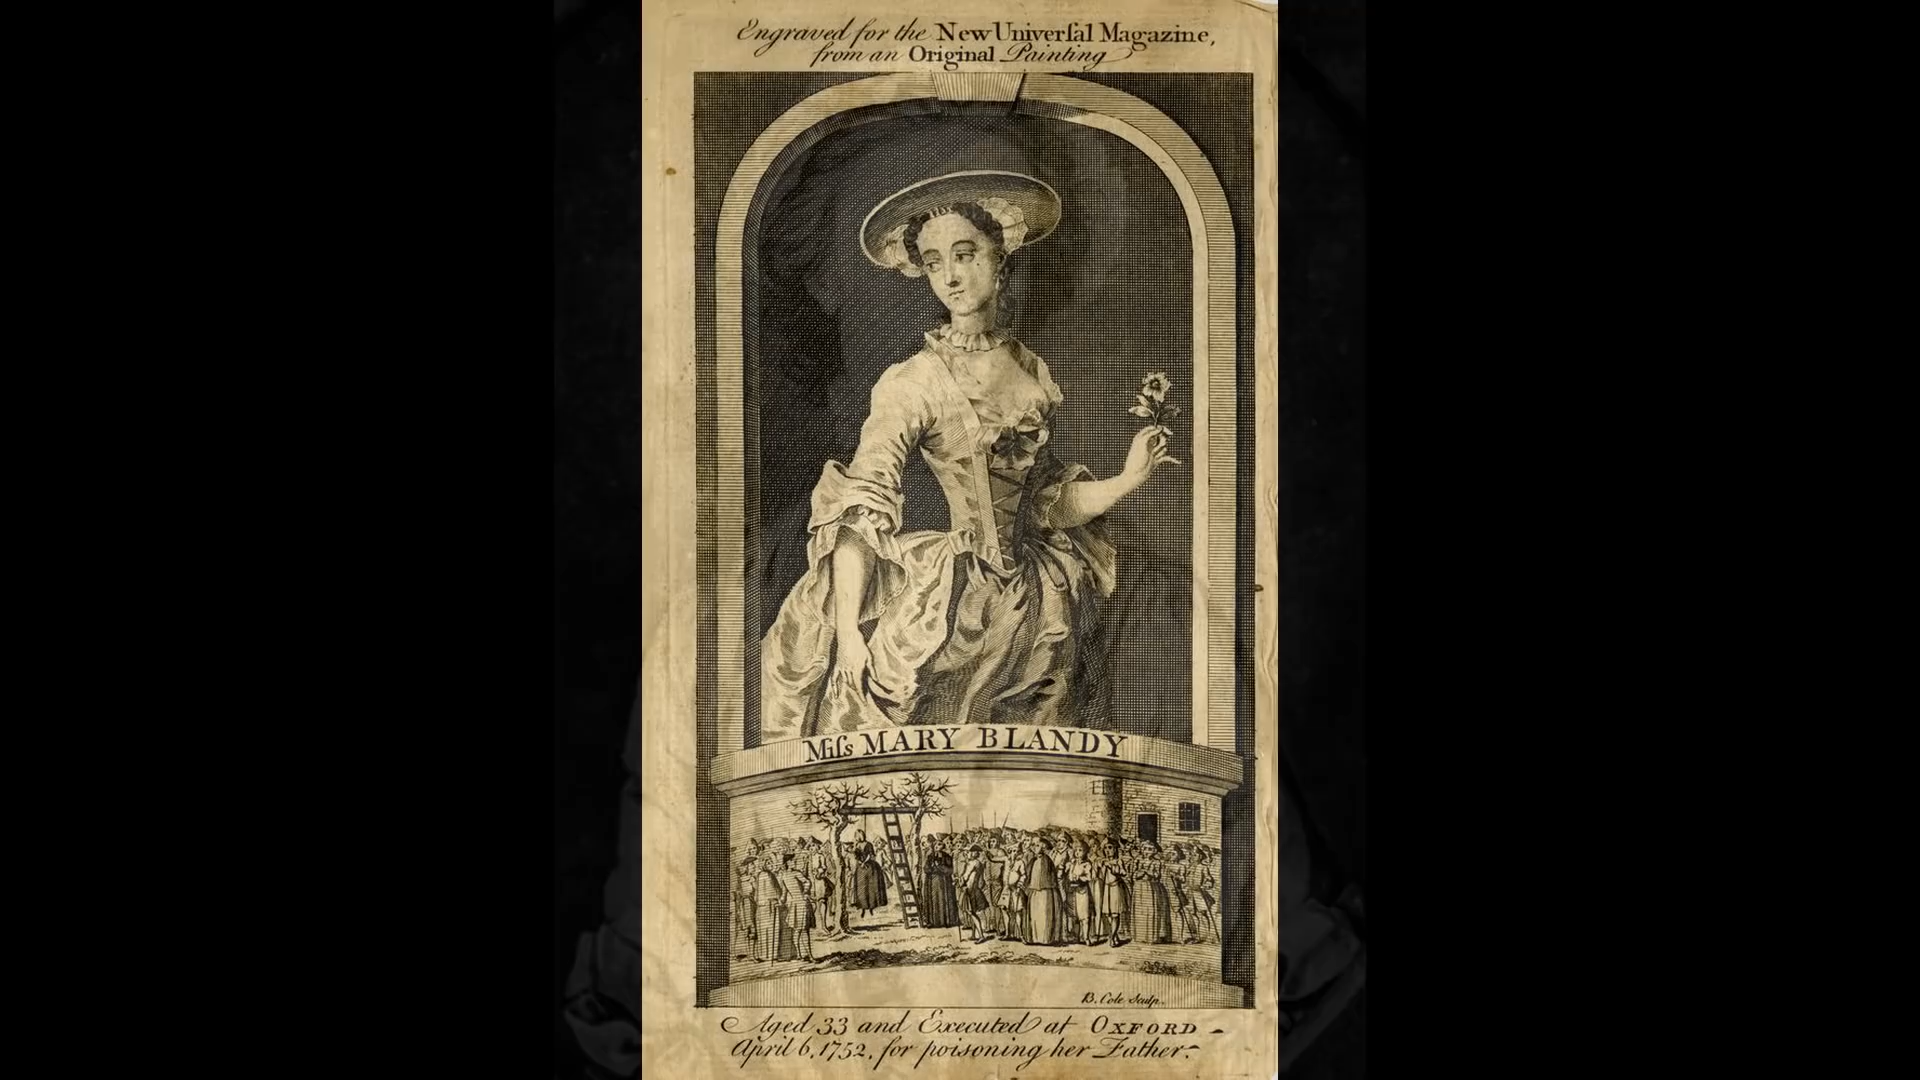 Engraved for the New Univerſal Magazine,
from an Original Painting
Miſs MARY BLANDY
B. Cole Sculp.
Aged 33 and Executed at OXFORD
April 6, 1752, for poisoning her Father.